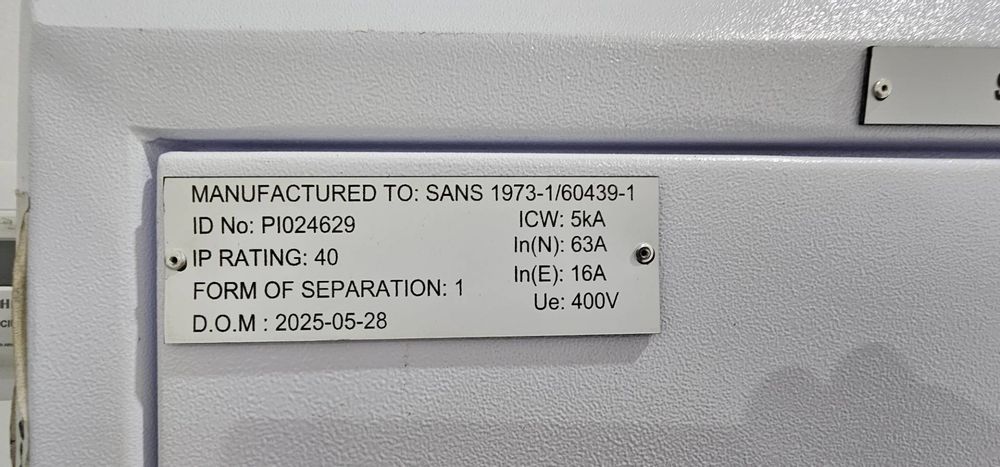 MANUFACTURED TO: SANS 1973-1/60439-1
ID No: PI024629
IP RATING: 40
FORM OF SEPARATION: 1
D.O.M : 2025-05-28
ICW: 5kA
In(N): 63A
In(E): 16A
Ue: 400V